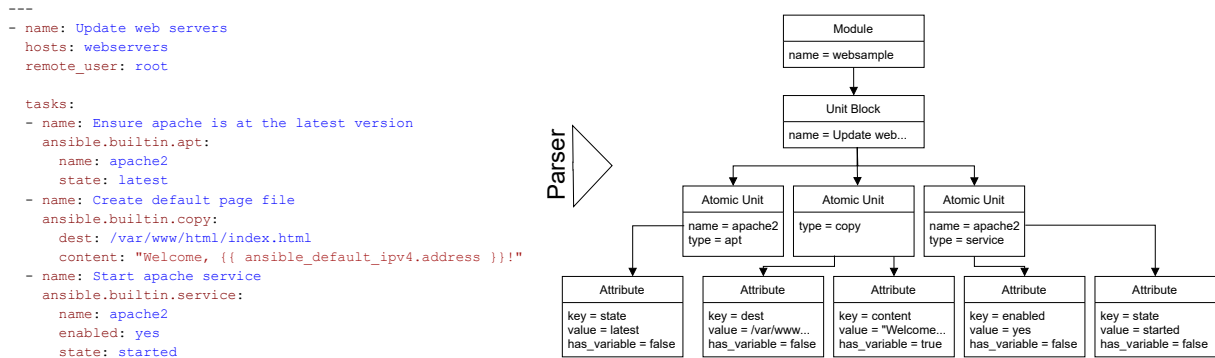 ---
- name: Update web servers
  hosts: webservers
  remote_user: root
  tasks:
  - name: Ensure apache is at the latest version
    ansible.builtin.apt:
      name: apache2
      state: latest
  - name: Create default page file
    ansible.builtin.copy:
      dest: /var/www/html/index.html
      content: "Welcome, {{ ansible_default_ipv4.address }}!"
  - name: Start apache service
    ansible.builtin.service:
      name: apache2
      enabled: yes
      state: started
Parser
Module
name = websample
Unit Block
name = Update web...
Atomic Unit
name = apache2
type = apt
Atomic Unit
type = copy
Atomic Unit
name = apache2
type = service
Attribute
key = state
value = latest
has_variable = false
Attribute
key = dest
value = /var/www...
has_variable = false
Attribute
key = content
value = "Welcome...
has_variable = true
Attribute
key = enabled
value = yes
has_variable = false
Attribute
key = state
value = started
has_variable = false